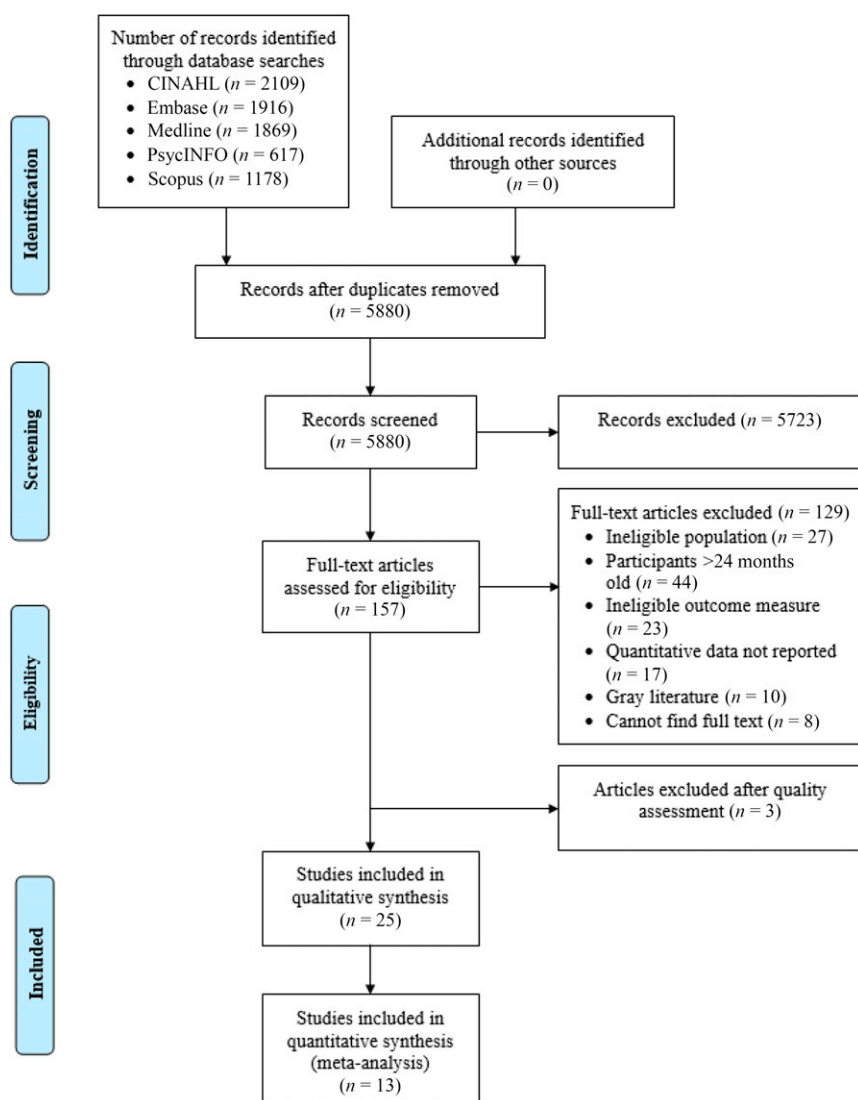 Number of records identified
through database searches
• CINAHL (n = 2109)
• Embase (n = 1916)
• Medline (n = 1869)
• PsycINFO (n = 617)
• Scopus (n = 1178)
Additional records identified
through other sources
(n = 0)
Identification
Records after duplicates removed
(n = 5880)
Screening
Records screened
(n = 5880)
Records excluded (n = 5723)
Full-text articles
assessed for eligibility
(n = 157)
Full-text articles excluded (n = 129)
• Ineligible population (n = 27)
• Participants >24 months
old (n = 44)
• Ineligible outcome measure
(n = 23)
• Quantitative data not reported
(n = 17)
• Gray literature (n = 10)
• Cannot find full text (n = 8)
Eligibility
Articles excluded after quality
assessment (n = 3)
Studies included in
qualitative synthesis
(n = 25)
Included
Studies included in
quantitative synthesis
(meta-analysis)
(n = 13)